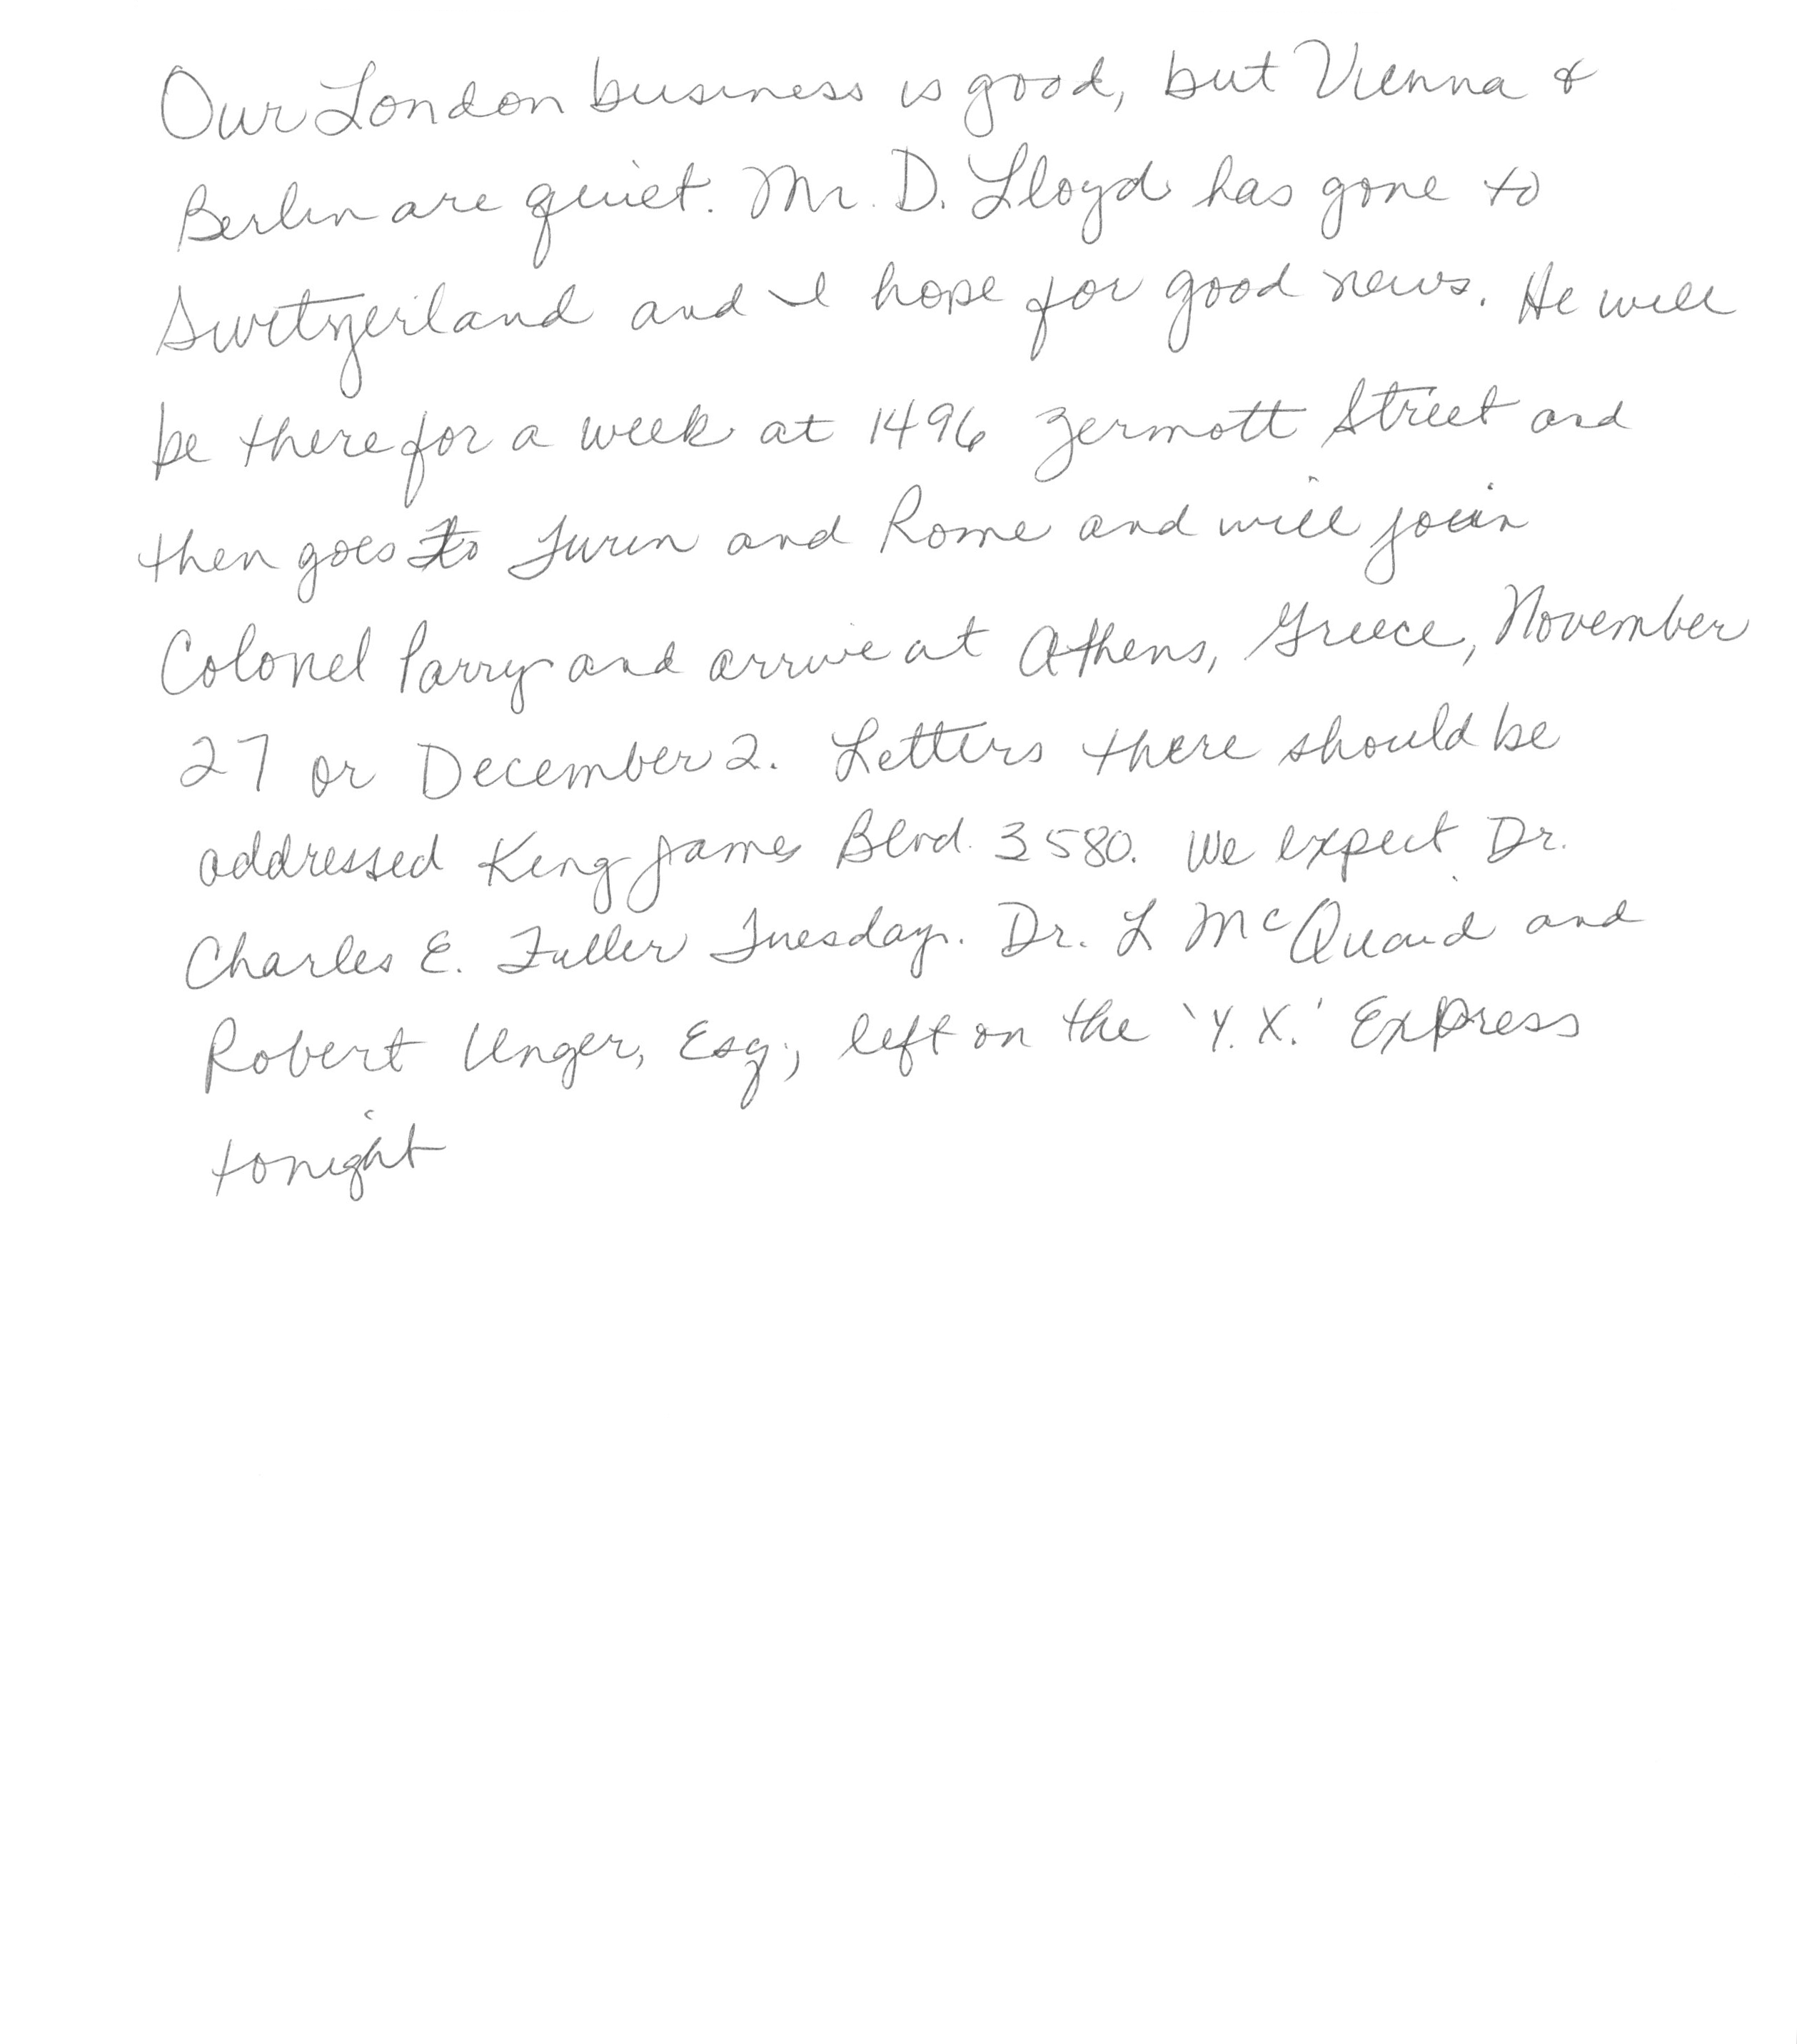 Our London business is good, but Vienna &
Berlin are quiet. Mr. D. Lloyd has gone to
Switzerland and I hope for good news. He will
be there for a week at 1496 Zermott Street and
then goes to Turin and Rome and will join
Colonel Parry and arrive at Athens, Greece, November
27 or December 2. Letters there should be
addressed King James Blvd. 3580. We expect Dr.
Charles E. Fuller Tuesday. Dr. L McQuaid and
Robert Unger, Esq., left on the 'Y.X.' Express
tonight